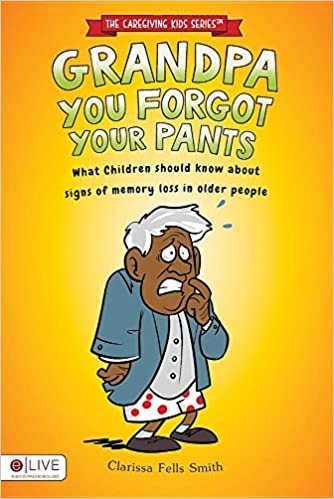 THE CAREGIVING KIDS SERIES™
GRANDPA
YOU FORGOT
YOUR PANTS
What Children should know about
signs of memory loss in older people
e|LIVE
Clarissa Fells Smith